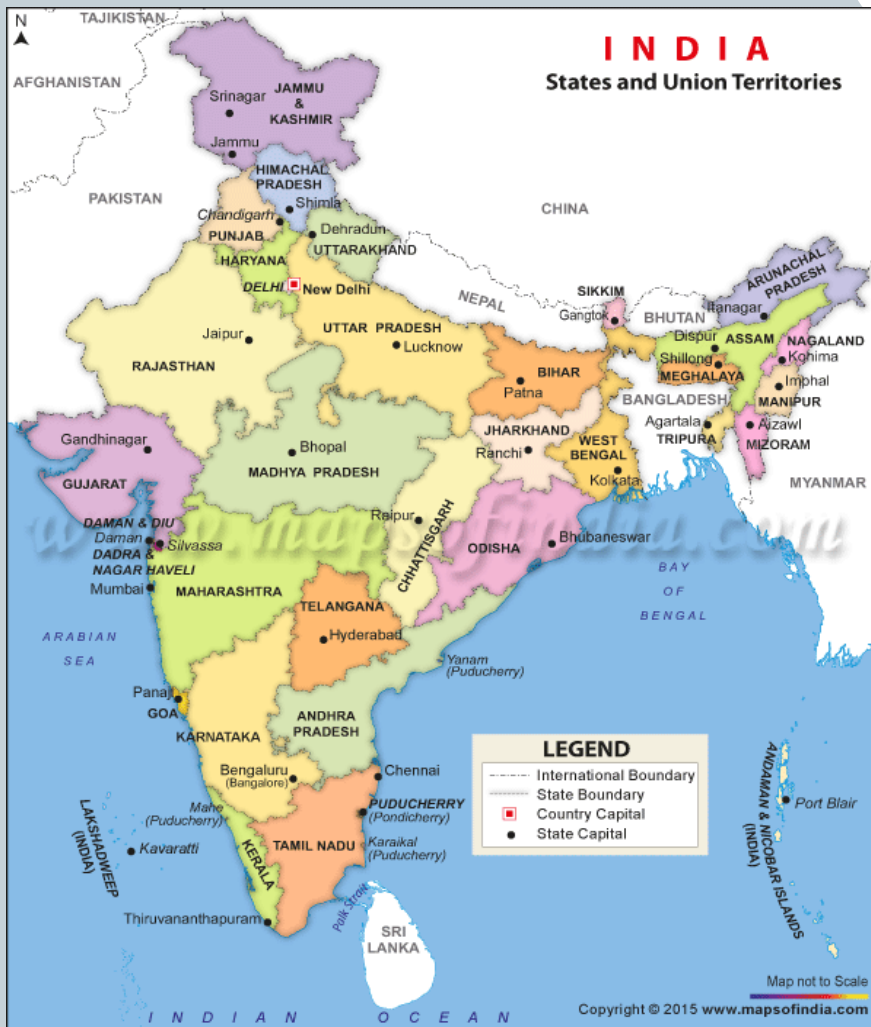 N
TAJIKISTAN
INDIA
States and Union Territories
AFGHANISTAN
JAMMU
&
KASHMIR
Srinagar
Jammu
PAKISTAN
CHINA
HIMACHAL
PRADESH
Shimla
Chandigarh
PUNJAB
Dehradun
UTTARAKHAND
HARYANA
DELHI
New Delhi
NEPAL
SIKKIM
Gangtok
BHUTAN
ARUNACHAL
PRADESH
Itanagar
Jaipur
RAJASTHAN
UTTAR PRADESH
Lucknow
BIHAR
Patna
Dispur
ASSAM
NAGALAND
Kohima
Shillong
MEGHALAYA
Imphal
MANIPUR
BANGLADESH
Agartala
TRIPURA
Aizawl
MIZORAM
MYANMAR
Gandhinagar
GUJARAT
Bhopal
MADHYA PRADESH
JHARKHAND
Ranchi
WEST
BENGAL
Kolkata
www.mapsofindia.com
DAMAN & DIU
Daman
Silvassa
DADRA &
NAGAR HAVELI
Mumbai
MAHARASHTRA
Raipur
CHHATTISGARH
ODISHA
Bhubaneswar
BAY
OF
BENGAL
ARABIAN
SEA
TELANGANA
Hyderabad
Yanam
(Puducherry)
Panaji
GOA
KARNATAKA
ANDHRA
PRADESH
Bengaluru
(Bangalore)
Chennai
Mahe
(Puducherry)
PUDUCHERRY
(Pondicherry)
TAMIL NADU
Karaikal
(Puducherry)
KERALA
LAKSHADWEEP
(INDIA)
Kavaratti
Thiruvananthapuram
Palk Strait
SRI
LANKA
LEGEND
International Boundary
State Boundary
Country Capital
State Capital
ANDAMAN & NICOBAR ISLANDS
(INDIA)
Port Blair
INDIAN OCEAN
Map not to Scale
Copyright © 2015 www.mapsofindia.com